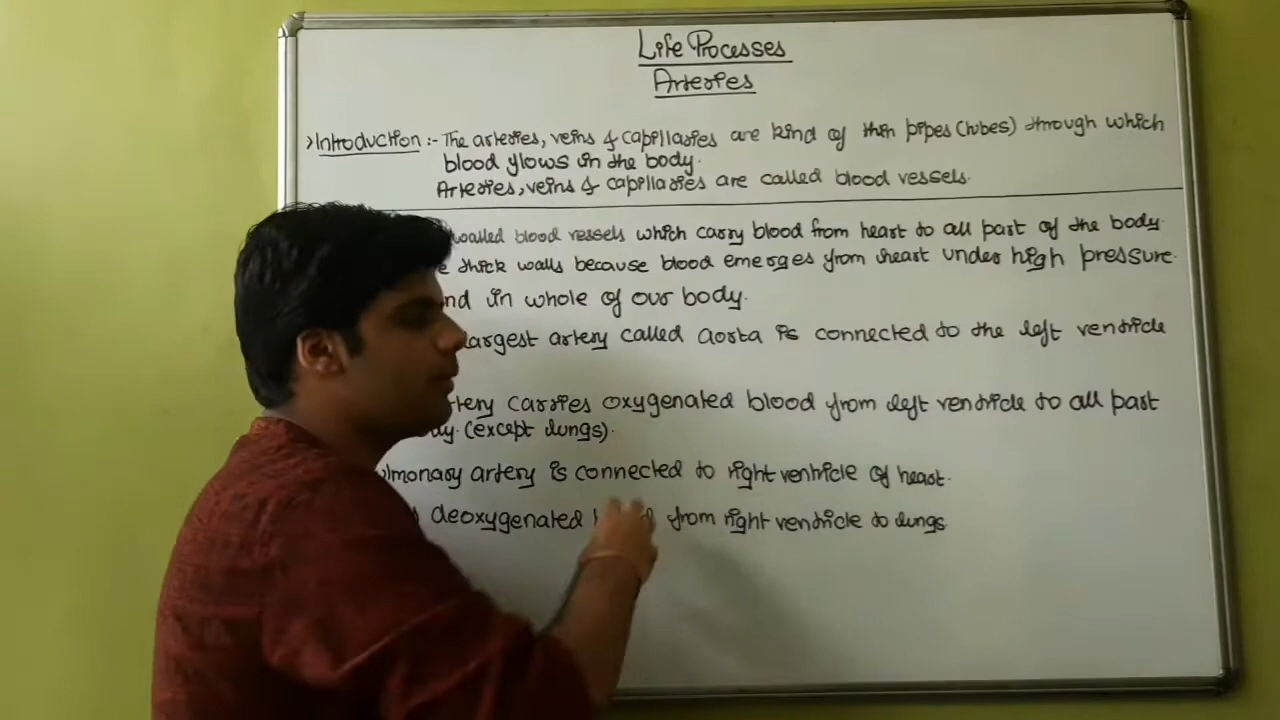 Life Processes
Arteries
>Introduction :- The arteries, veins & capillaries are kind of thin pipes (tubes) through which
blood flows in the body.
Arteries, veins & capillaries are called blood vessels.
walled blood vessels which carry blood from heart to all part of the body.
thick walls because blood emerges from heart under high pressure.
in whole of our body.
largest artery called aorta is connected to the left ventricle
carries oxygenated blood from left ventricle to all part
(except lungs).
artery is connected to right ventricle of heart.
deoxygenated from right ventricle to lungs